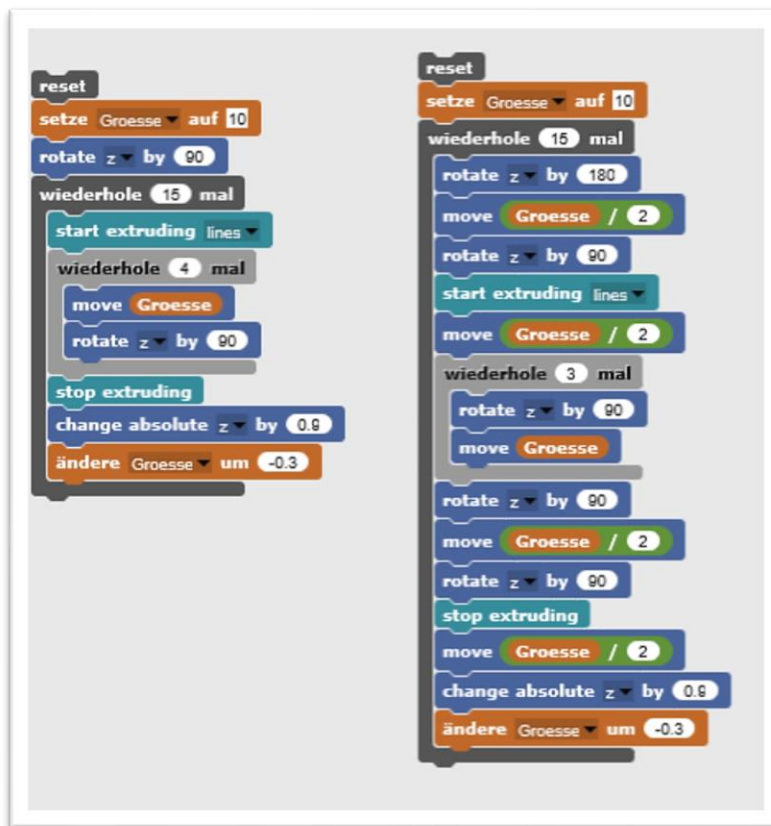 reset
setze Groesse auf 10
rotate z by 90
wiederhole 15 mal
start extruding lines
wiederhole 4 mal
move Groesse
rotate z by 90
stop extruding
change absolute z by 0.9
ändere Groesse um -0.3
reset
setze Groesse auf 10
wiederhole 15 mal
rotate z by 180
move Groesse / 2
rotate z by 90
start extruding lines
move Groesse / 2
wiederhole 3 mal
rotate z by 90
move Groesse
rotate z by 90
move Groesse / 2
rotate z by 90
stop extruding
move Groesse / 2
change absolute z by 0.9
ändere Groesse um -0.3